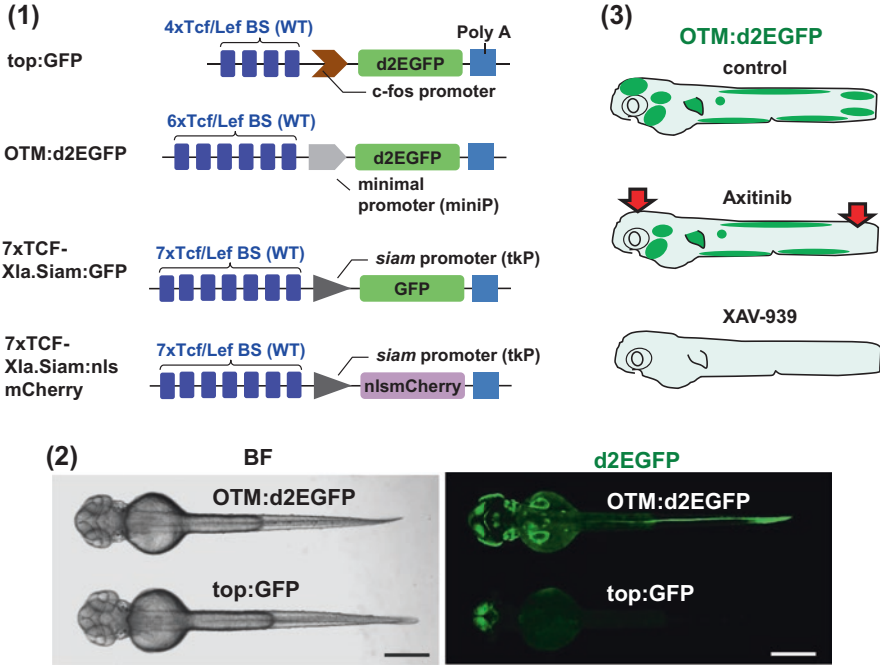 (1)
4xTcf/Lef BS (WT)
Poly A
top:GFP
d2EGFP
c-fos promoter
6xTcf/Lef BS (WT)
OTM:d2EGFP
d2EGFP
minimal
promoter (miniP)
7xTCF-
Xla.Siam:GFP
7xTcf/Lef BS (WT)
siam promoter (tkP)
GFP
7xTCF-
Xla.Siam:nls
mCherry
7xTcf/Lef BS (WT)
siam promoter (tkP)
nlsmCherry
(3)
OTM:d2EGFP
control
Axitinib
XAV-939
(2)
BF
OTM:d2EGFP
top:GFP
d2EGFP
OTM:d2EGFP
top:GFP